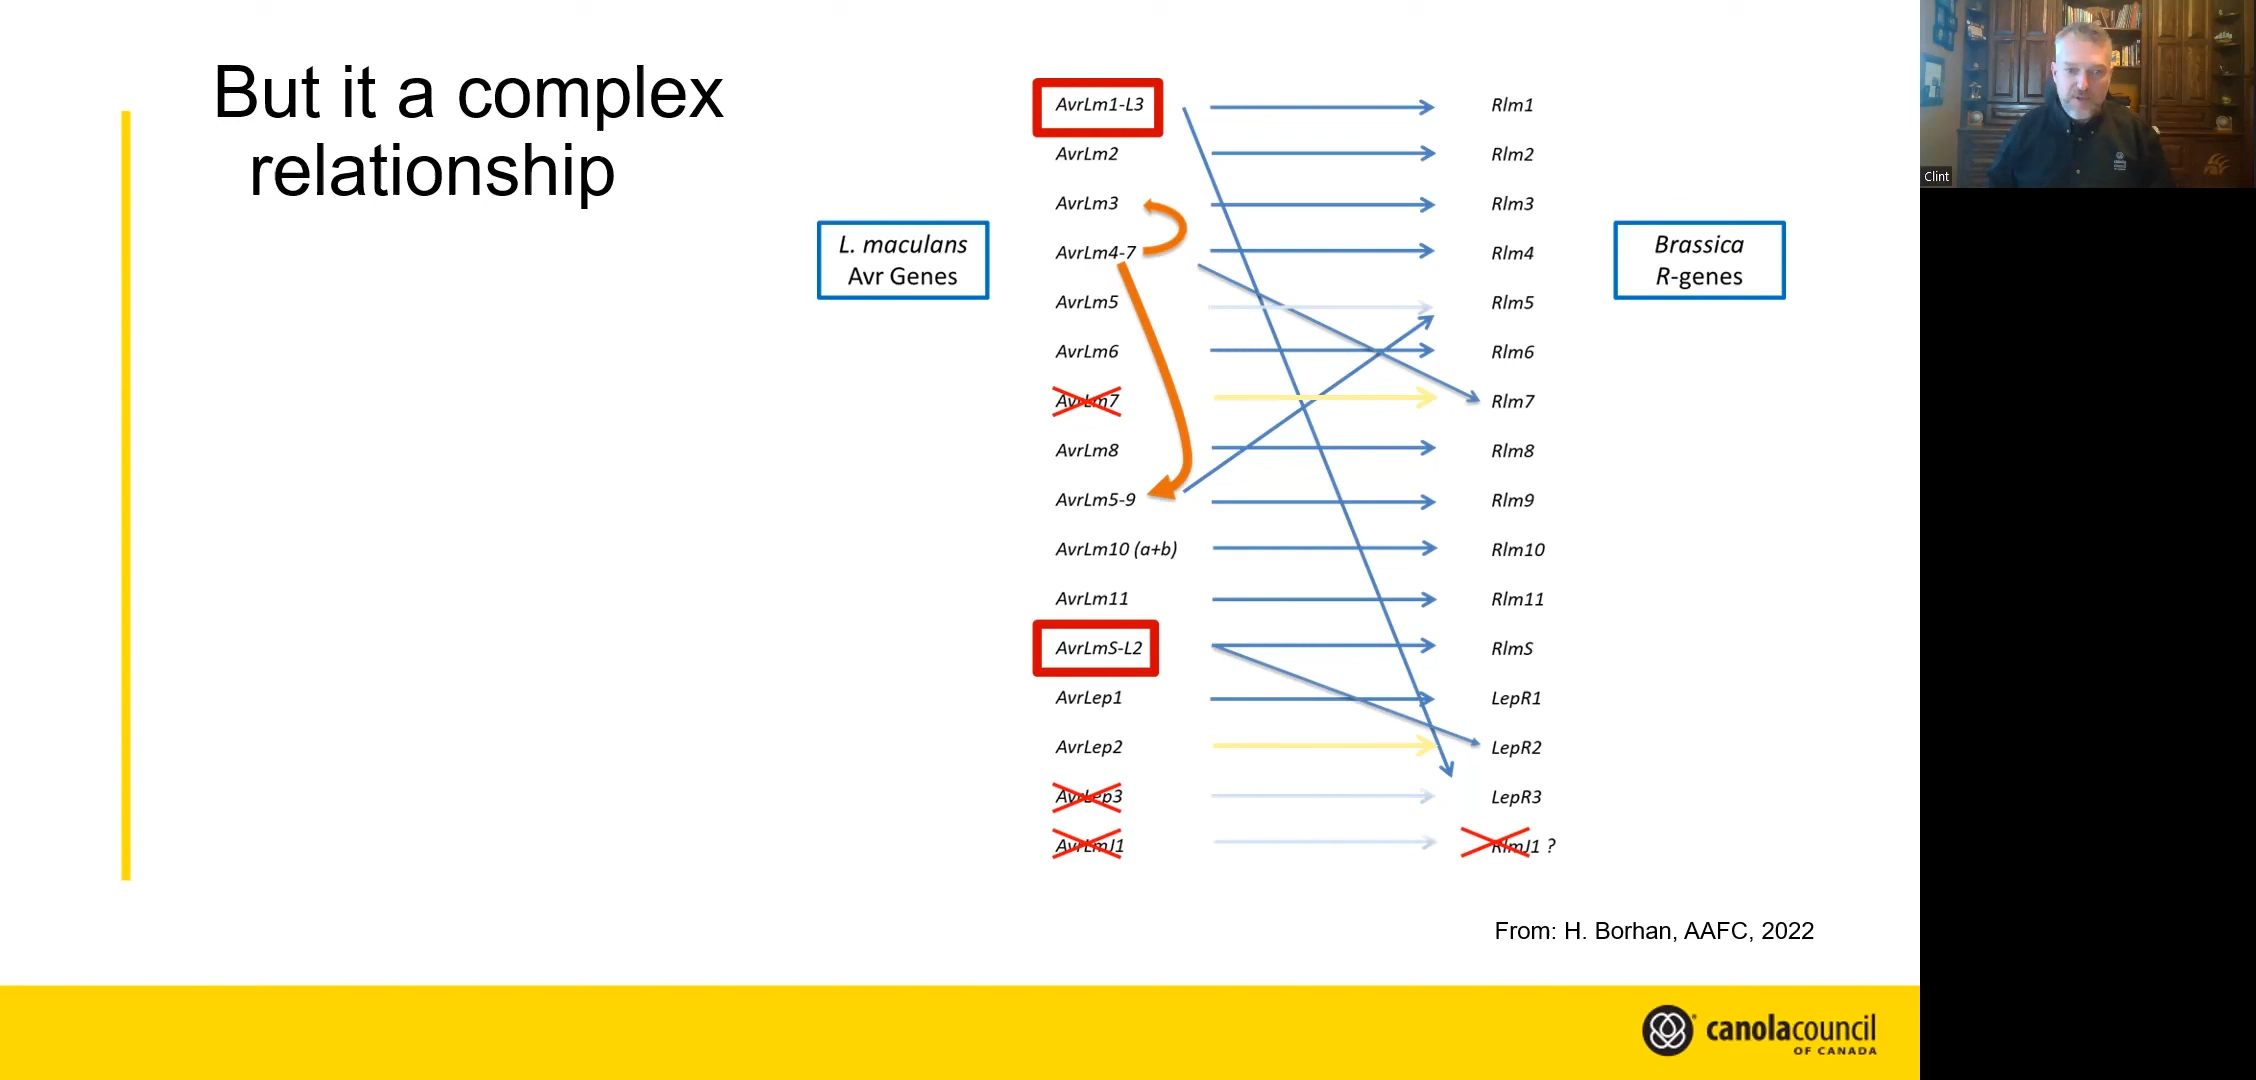 But it a complex
relationship
L. maculans
Avr Genes
AvrLm1-L3
AvrLm2
AvrLm3
AvrLm4-7
AvrLm5
AvrLm6
AvrLm7
AvrLm8
AvrLm5-9
AvrLm10 (a+b)
AvrLm11
AvrLmS-L2
AvrLep1
AvrLep2
AvrLep3
AvrLmJ1
Rlm1
Rlm2
Rlm3
Rlm4
Rlm5
Rlm6
Rlm7
Rlm8
Rlm9
Rlm10
Rlm11
RlmS
LepR1
LepR2
LepR3
RlmJ1 ?
Brassica
R-genes
From: H. Borhan, AAFC, 2022
canolacouncil
OF CANADA
Clint